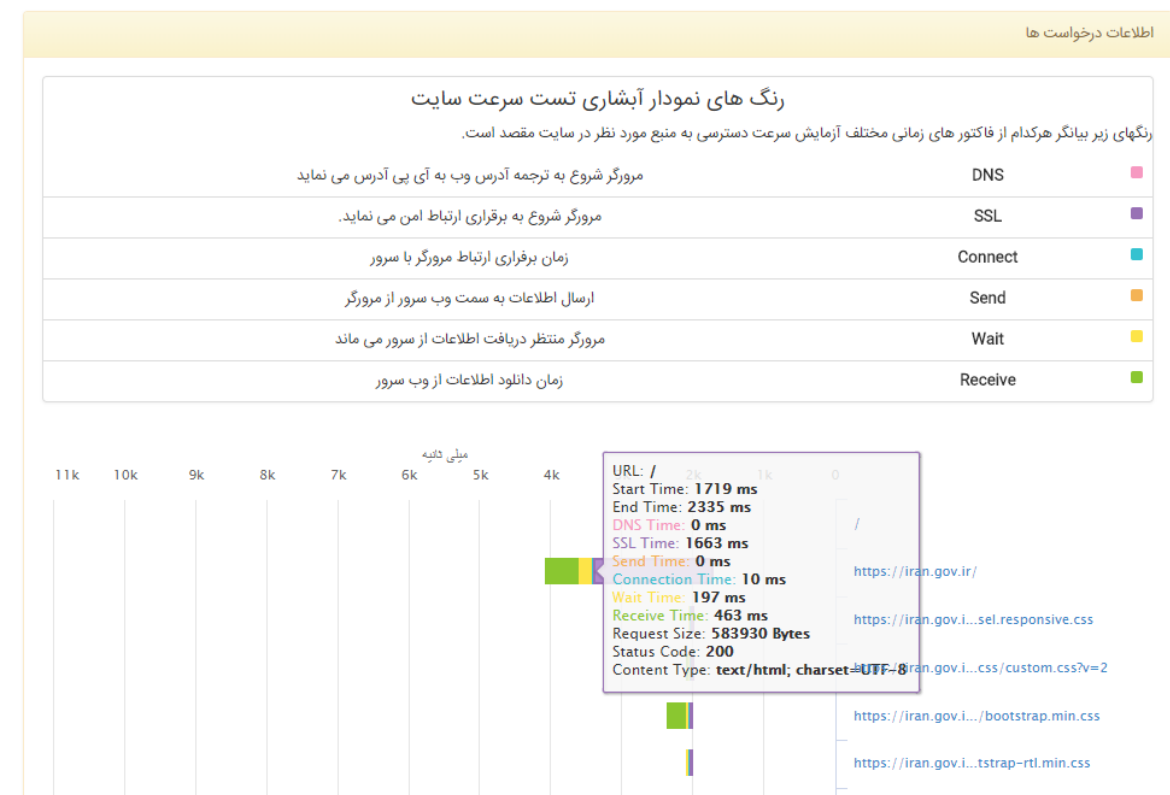 اطلاعات درخواست ها
رنگ های نمودار آبشاری تست سرعت سایت
رنگهای زیر بیانگر هرکدام از فاکتور های زمانی مختلف آزمایش سرعت دسترسی به منبع مورد نظر در سایت مقصد است.
DNS مرورگر شروع به ترجمه آدرس وب به آی پی آدرس می نماید
SSL مرورگر شروع به برقراری ارتباط امن می نماید.
Connect زمان برفراری ارتباط مرورگر با سرور
Send ارسال اطلاعات به سمت وب سرور از مرورگر
Wait مرورگر منتظر دریافت اطلاعات از سرور می ماند
Receive زمان دانلود اطلاعات از وب سرور
میلی ثانیه
11k 10k 9k 8k 7k 6k 5k 4k 2k 1k 0
URL: /
Start Time: 1719 ms
End Time: 2335 ms
DNS Time: 0 ms
SSL Time: 1663 ms
Send Time: 0 ms
Connection Time: 10 ms
Wait Time: 197 ms
Receive Time: 463 ms
Request Size: 583930 Bytes
Status Code: 200
Content Type: text/html; charset=UTF-8
/
https://iran.gov.ir/
https://iran.gov.i...sel.responsive.css
https://iran.gov.i...css/custom.css?v=2
https://iran.gov.i.../bootstrap.min.css
https://iran.gov.i...tstrap-rtl.min.css